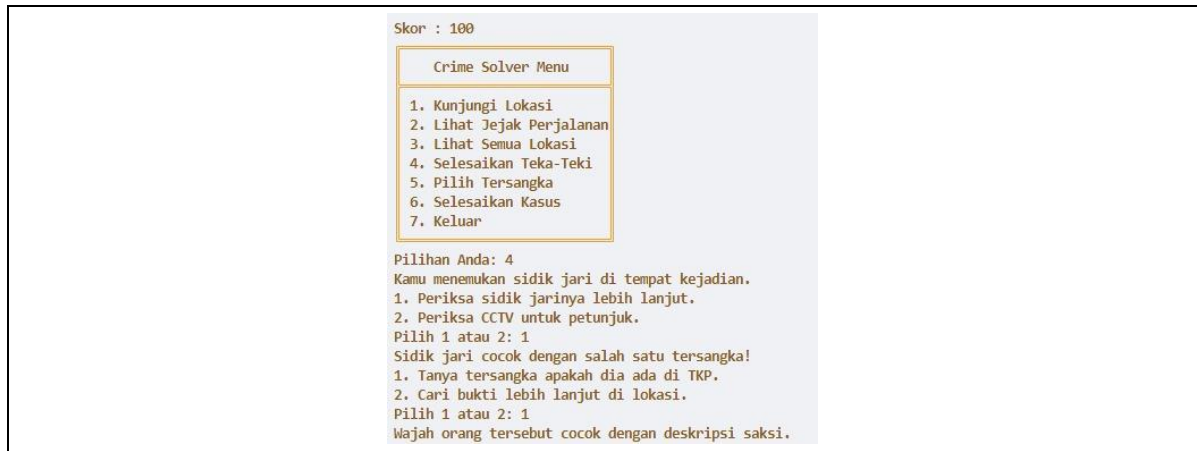 Skor : 100
Crime Solver Menu
1. Kunjungi Lokasi
2. Lihat Jejak Perjalanan
3. Lihat Semua Lokasi
4. Selesaikan Teka-Teki
5. Pilih Tersangka
6. Selesaikan Kasus
7. Keluar
Pilihan Anda: 4
Kamu menemukan sidik jari di tempat kejadian.
1. Periksa sidik jarinya lebih lanjut.
2. Periksa CCTV untuk petunjuk.
Pilih 1 atau 2: 1
Sidik jari cocok dengan salah satu tersangka!
1. Tanya tersangka apakah dia ada di TKP.
2. Cari bukti lebih lanjut di lokasi.
Pilih 1 atau 2: 1
Wajah orang tersebut cocok dengan deskripsi saksi.